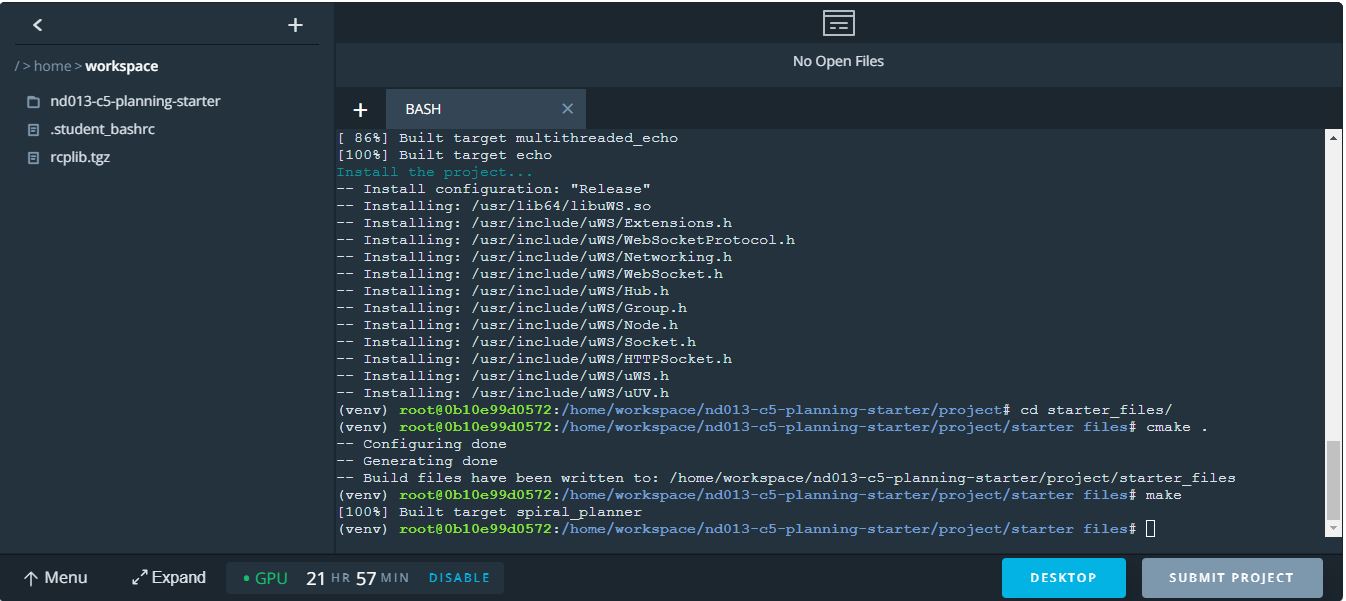 / > home > workspace
nd013-c5-planning-starter
.student_bashrc
rcplib.tgz
No Open Files
BASH
[ 86%] Built target multithreaded_echo
[100%] Built target echo
Install the project...
-- Install configuration: "Release"
-- Installing: /usr/lib64/libuWS.so
-- Installing: /usr/include/uWS/Extensions.h
-- Installing: /usr/include/uWS/WebSocketProtocol.h
-- Installing: /usr/include/uWS/Networking.h
-- Installing: /usr/include/uWS/WebSocket.h
-- Installing: /usr/include/uWS/Hub.h
-- Installing: /usr/include/uWS/Group.h
-- Installing: /usr/include/uWS/Node.h
-- Installing: /usr/include/uWS/Socket.h
-- Installing: /usr/include/uWS/HTTPSocket.h
-- Installing: /usr/include/uWS/uWS.h
-- Installing: /usr/include/uWS/uUV.h
(venv) root@0b10e99d0572:/home/workspace/nd013-c5-planning-starter/project# cd starter_files/
(venv) root@0b10e99d0572:/home/workspace/nd013-c5-planning-starter/project/starter files# cmake .
-- Configuring done
-- Generating done
-- Build files have been written to: /home/workspace/nd013-c5-planning-starter/project/starter_files
(venv) root@0b10e99d0572:/home/workspace/nd013-c5-planning-starter/project/starter files# make
[100%] Built target spiral_planner
(venv) root@0b10e99d0572:/home/workspace/nd013-c5-planning-starter/project/starter files#
Menu
Expand
GPU 21 HR 57 MIN DISABLE
DESKTOP
SUBMIT PROJECT